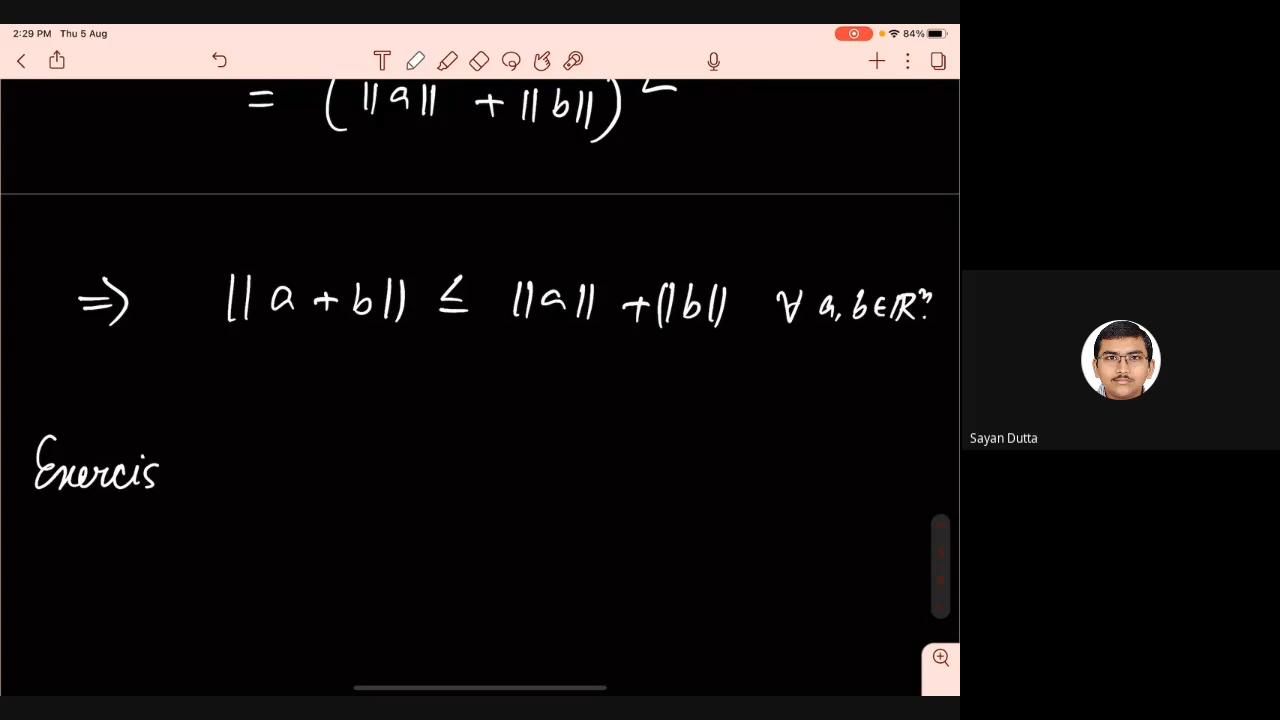 2:29 PM Thu 5 Aug
84%
= (||a|| + ||b||)²
⇒ ||a + b|| ≤ ||a|| + ||b|| ∀ a, b ∈ ℝⁿ.
Sayan Dutta
Exercis